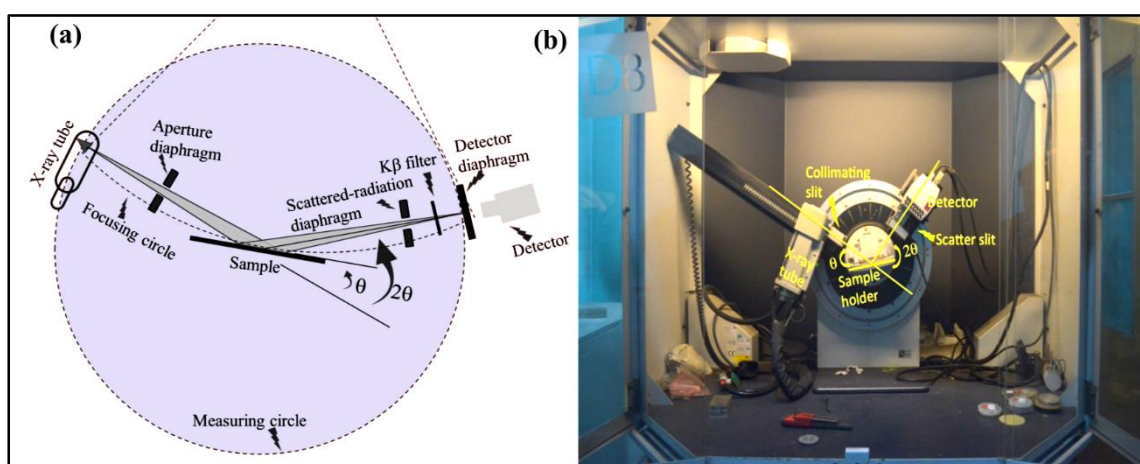 (a)
X-ray tube
Aperture
diaphragm
Focusing circle
Sample
Scattered-radiation
diaphragm
Kβ filter
Detector
diaphragm
Detector
θ
2θ
Measuring circle
(b)
D8
Collimating
slit
X-ray
tube
θ
Sample
holder
2θ
Detector
Scatter slit